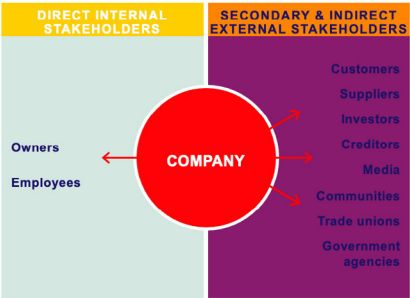 DIRECT INTERNAL
STAKEHOLDERS
SECONDARY & INDIRECT
EXTERNAL STAKEHOLDERS
Owners
Employees
COMPANY
Customers
Suppliers
Investors
Creditors
Media
Communities
Trade unions
Government
agencies